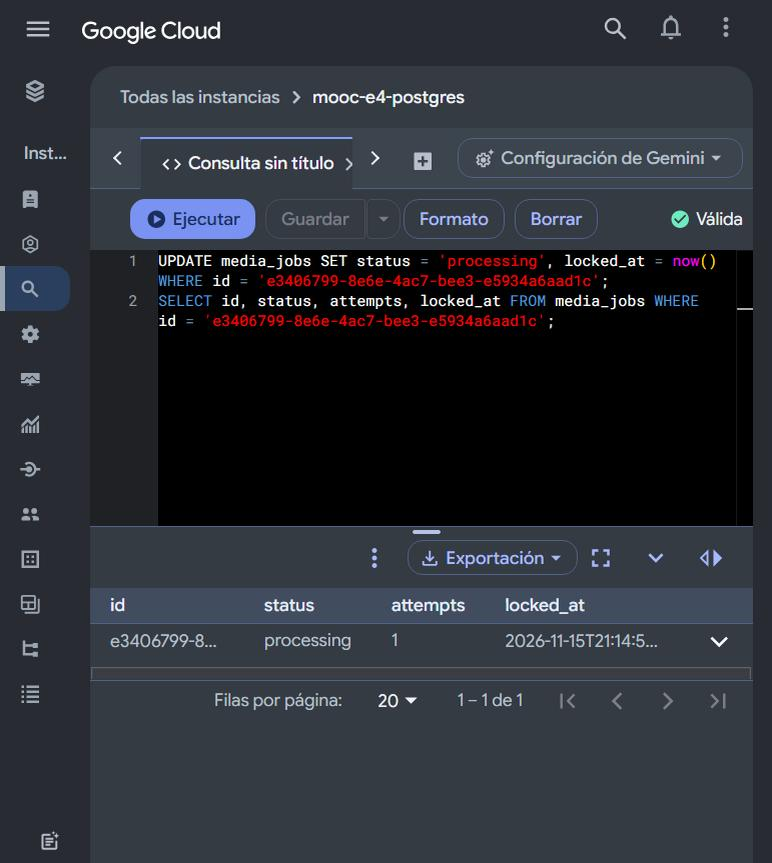 Google Cloud
Todas las instancias > mooc-e4-postgres
Inst...
<> Consulta sin título
Configuración de Gemini
Ejecutar
Guardar
Formato
Borrar
Válida
1 UPDATE media_jobs SET status = 'processing', locked_at = now()
WHERE id = 'e3406799-8e6e-4ac7-bee3-e5934a6aad1c';
2 SELECT id, status, attempts, locked_at FROM media_jobs WHERE
id = 'e3406799-8e6e-4ac7-bee3-e5934a6aad1c';
Exportación
id status attempts locked_at
e3406799-8... processing 1 2026-11-15T21:14:5...
Filas por página: 20 1 – 1 de 1